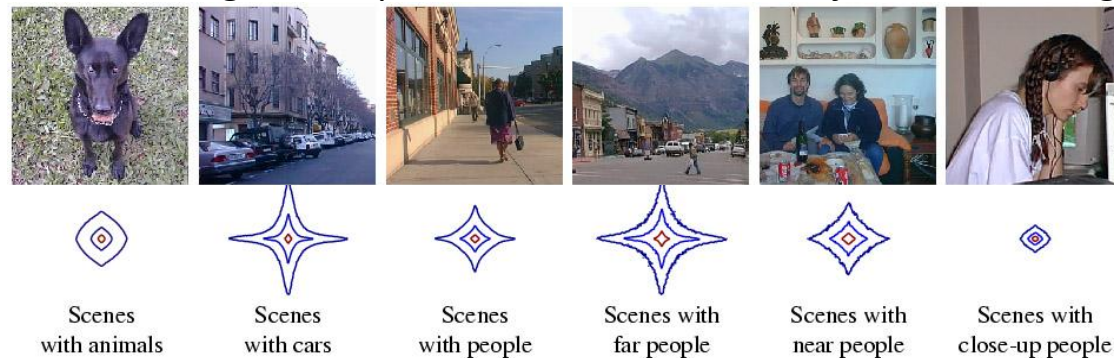 Scenes
with animals
Scenes
with cars
Scenes
with people
Scenes with
far people
Scenes with
near people
Scenes with
close-up people